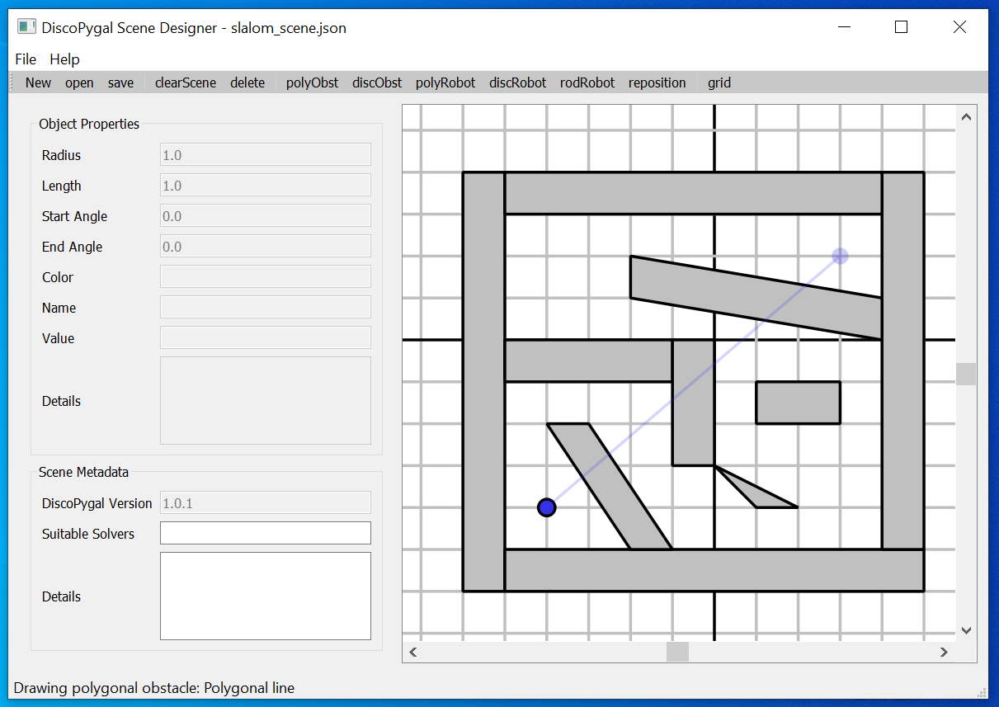 DiscoPygal Scene Designer - slalom_scene.json
File Help
New open save clearScene delete polyObst discObst polyRobot discRobot rodRobot reposition grid
Object Properties
Radius 1.0
Length 1.0
Start Angle 0.0
End Angle 0.0
Color
Name
Value
Details
Scene Metadata
DiscoPygal Version 1.0.1
Suitable Solvers
Details
Drawing polygonal obstacle: Polygonal line